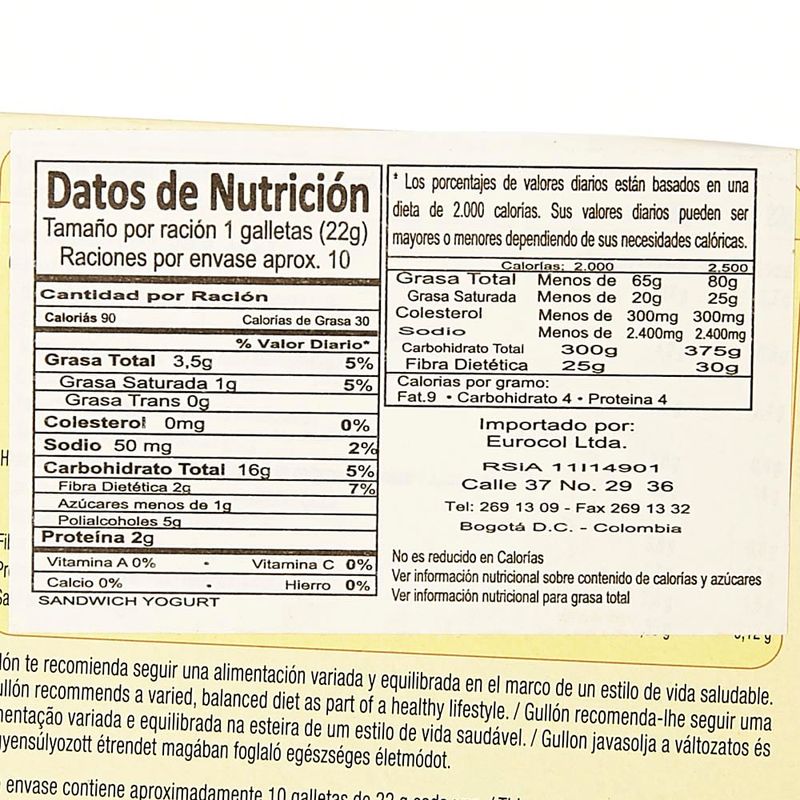 Datos de Nutrición
Tamaño por ración 1 galletas (22g)
Raciones por envase aprox. 10
Cantidad por Ración
Caloriás 90 Calorías de Grasa 30
% Valor Diario*
Grasa Total 3,5g 5%
Grasa Saturada 1g 5%
Grasa Trans 0g
Colesterol 0mg 0%
Sodio 50 mg 2%
Carbohidrato Total 16g 5%
Fibra Dietética 2g 7%
Azúcares menos de 1g
Polialcoholes 5g
Proteína 2g
Vitamina A 0% • Vitamina C 0%
Calcio 0% • Hierro 0%
SANDWICH YOGURT
* Los porcentajes de valores diarios están basados en una
dieta de 2.000 calorías. Sus valores diarios pueden ser
mayores o menores dependiendo de sus necesidades calóricas.
Calorías: 2.000 2.500
Grasa Total Menos de 65g 80g
Grasa Saturada Menos de 20g 25g
Colesterol Menos de 300mg 300mg
Sodio Menos de 2.400mg 2.400mg
Carbohidrato Total 300g 375g
Fibra Dietética 25g 30g
Calorias por gramo:
Fat.9 • Carbohidrato 4 • Proteina 4
Importado por:
Eurocol Ltda.
RSIA 11I14901
Calle 37 No. 29 36
Tel: 269 13 09 - Fax 269 13 32
Bogotá D.C. - Colombia
No es reducido en Calorías
Ver información nutricional sobre contenido de calorías y azúcares
Ver información nutricional para grasa total
llón te recomienda seguir una alimentación variada y equilibrada en el marco de un estilo de vida saludable.
ullón recommends a varied, balanced diet as part of a healthy lifestyle. / Gullón recomenda-lhe seguir uma
mentação variada e equilibrada na esteira de um estilo de vida saudável. / Gullon javasolja a változatos és
gyensúlyozott étrendet magában foglaló egészséges életmódot.
envase contiene aproximadamente 10 galletas de 22 g